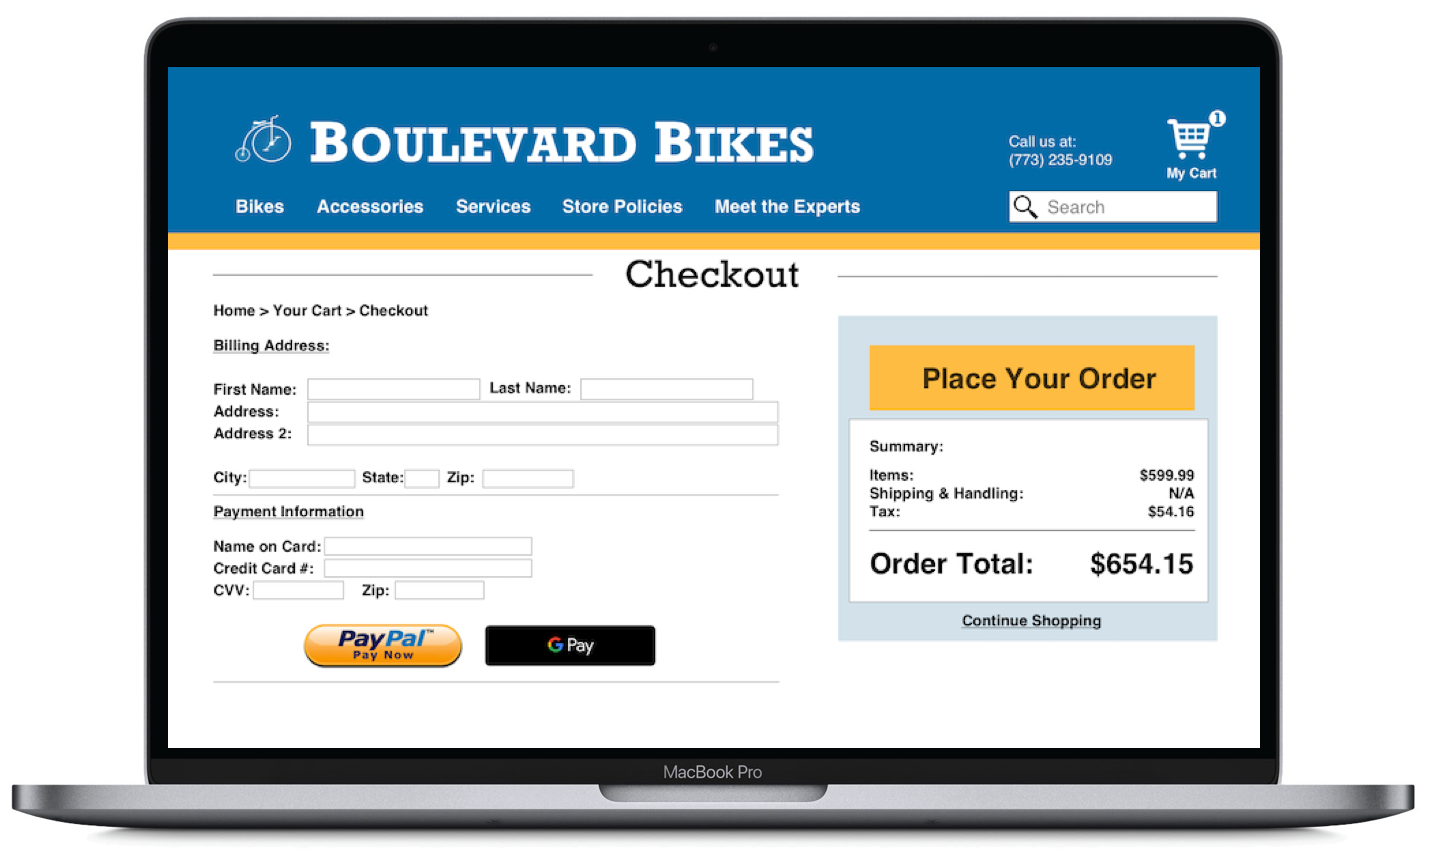 BOULEVARD BIKES
Call us at:
(773) 235-9109
1
My Cart
Bikes Accessories Services Store Policies Meet the Experts
Search
Checkout
Home > Your Cart > Checkout
Billing Address:
First Name: Last Name:
Address:
Address 2:
City: State: Zip:
Payment Information
Name on Card:
Credit Card #:
CVV: Zip:
PayPal™
Pay Now
G Pay
Place Your Order
Summary:
Items: $599.99
Shipping & Handling: N/A
Tax: $54.16
Order Total: $654.15
Continue Shopping
MacBook Pro